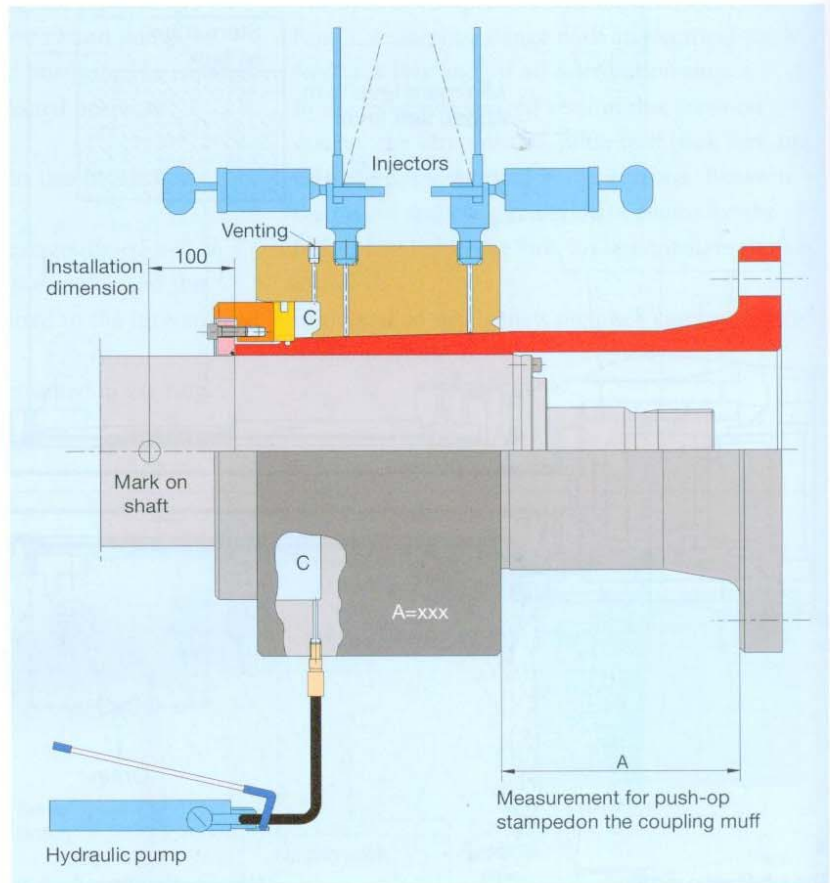 Injectors
Venting
100
Installation
dimension
C
Mark on
shaft
C
A=xxx
A
Measurement for push-op
stampedon the coupling muff
Hydraulic pump